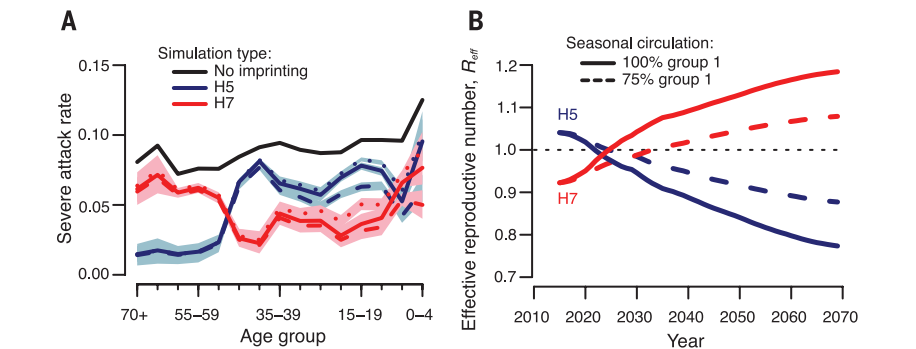 A
Simulation type:
No imprinting
H5
H7
Severe attack rate
0.15
0.10
0.05
0.00
70+
55–59
35–39
15–19
0–4
Age group
B
Seasonal circulation:
100% group 1
75% group 1
Effective reproductive number, Reff
1.2
1.1
1.0
0.9
0.8
0.7
H5
H7
2010
2020
2030
2040
2050
2060
2070
Year